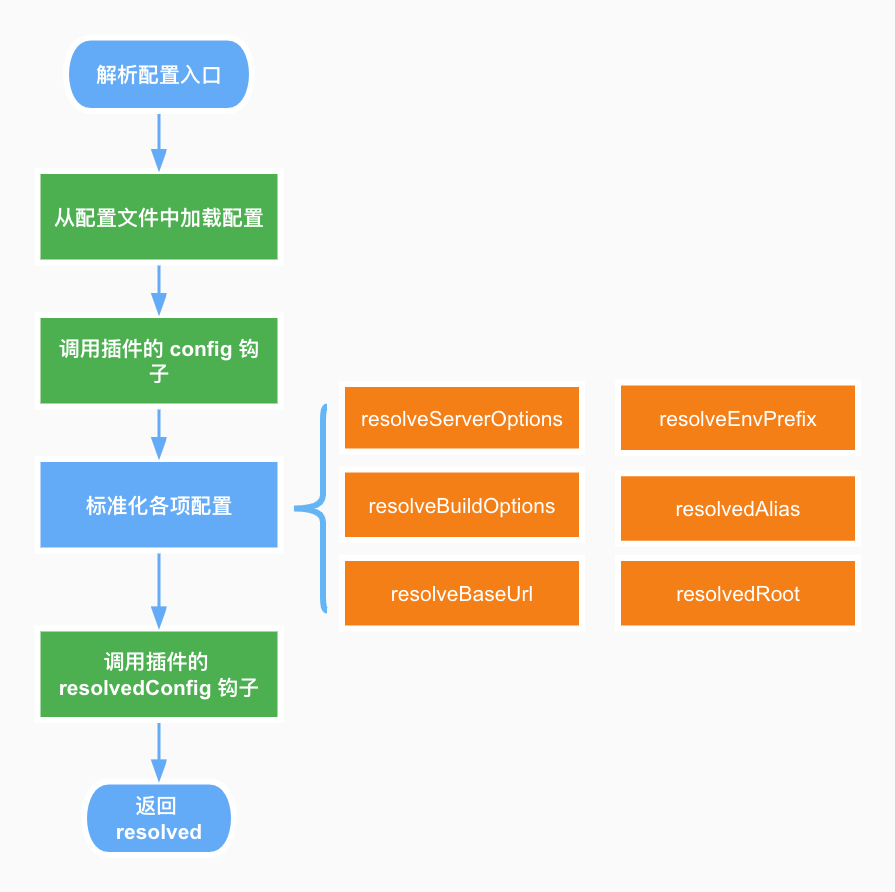 解析配置入口
从配置文件中加载配置
调用插件的 config 钩
子
标准化各项配置
resolveServerOptions
resolveEnvPrefix
resolveBuildOptions
resolvedAlias
resolveBaseUrl
resolvedRoot
调用插件的
resolvedConfig 钩子
返回
resolved